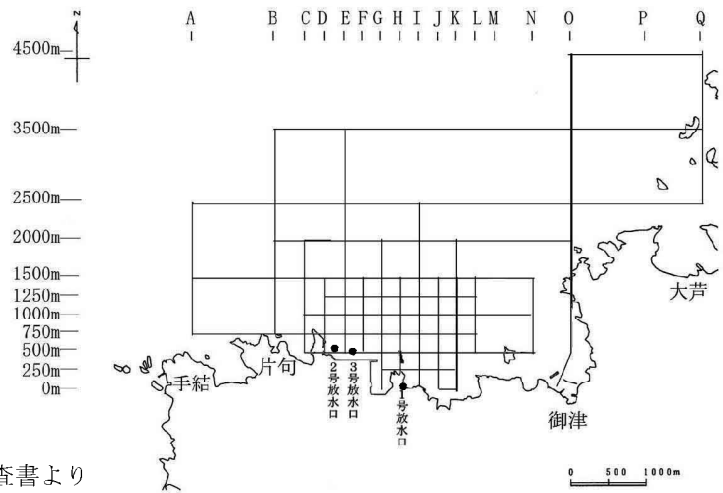 A B C D E F G H I J K L M N O P Q
N
4500m
3500m
2500m
2000m
1500m
1250m
1000m
750m
500m
250m
0m
大芦
手結
片句
2号放水口
3号放水口
1号放水口
御津
査書より
0 500 1000m